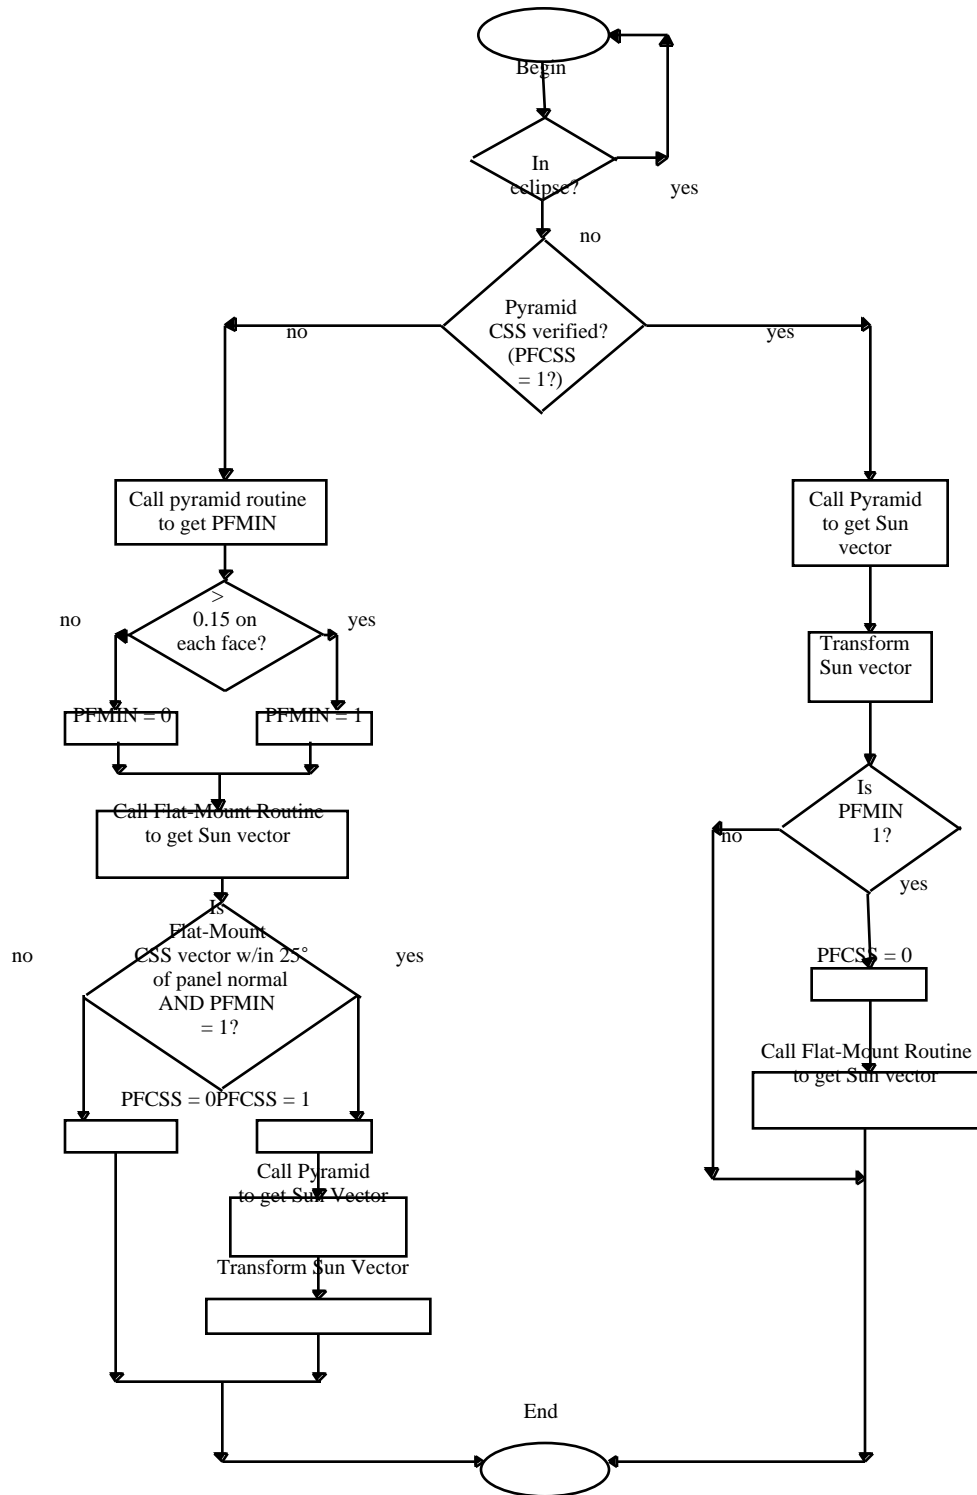 Begin
In
eclipse?
yes
no
Pyramid
CSS verified?
(PFCSS
= 1?)
no
yes
Call pyramid routine
to get PFMIN
>
0.15 on
each face?
no
yes
PFMIN = 0
PFMIN = 1
Call Flat-Mount Routine
to get Sun vector
Is
Flat-Mount
CSS vector w/in 25°
of panel normal
AND PFMIN
= 1?
no
yes
PFCSS = 0PFCSS = 1
Call Pyramid
to get Sun Vector
Transform Sun Vector
Call Pyramid
to get Sun
vector
Transform
Sun vector
Is
PFMIN
1?
no
yes
PFCSS = 0
Call Flat-Mount Routine
to get Sun vector
End